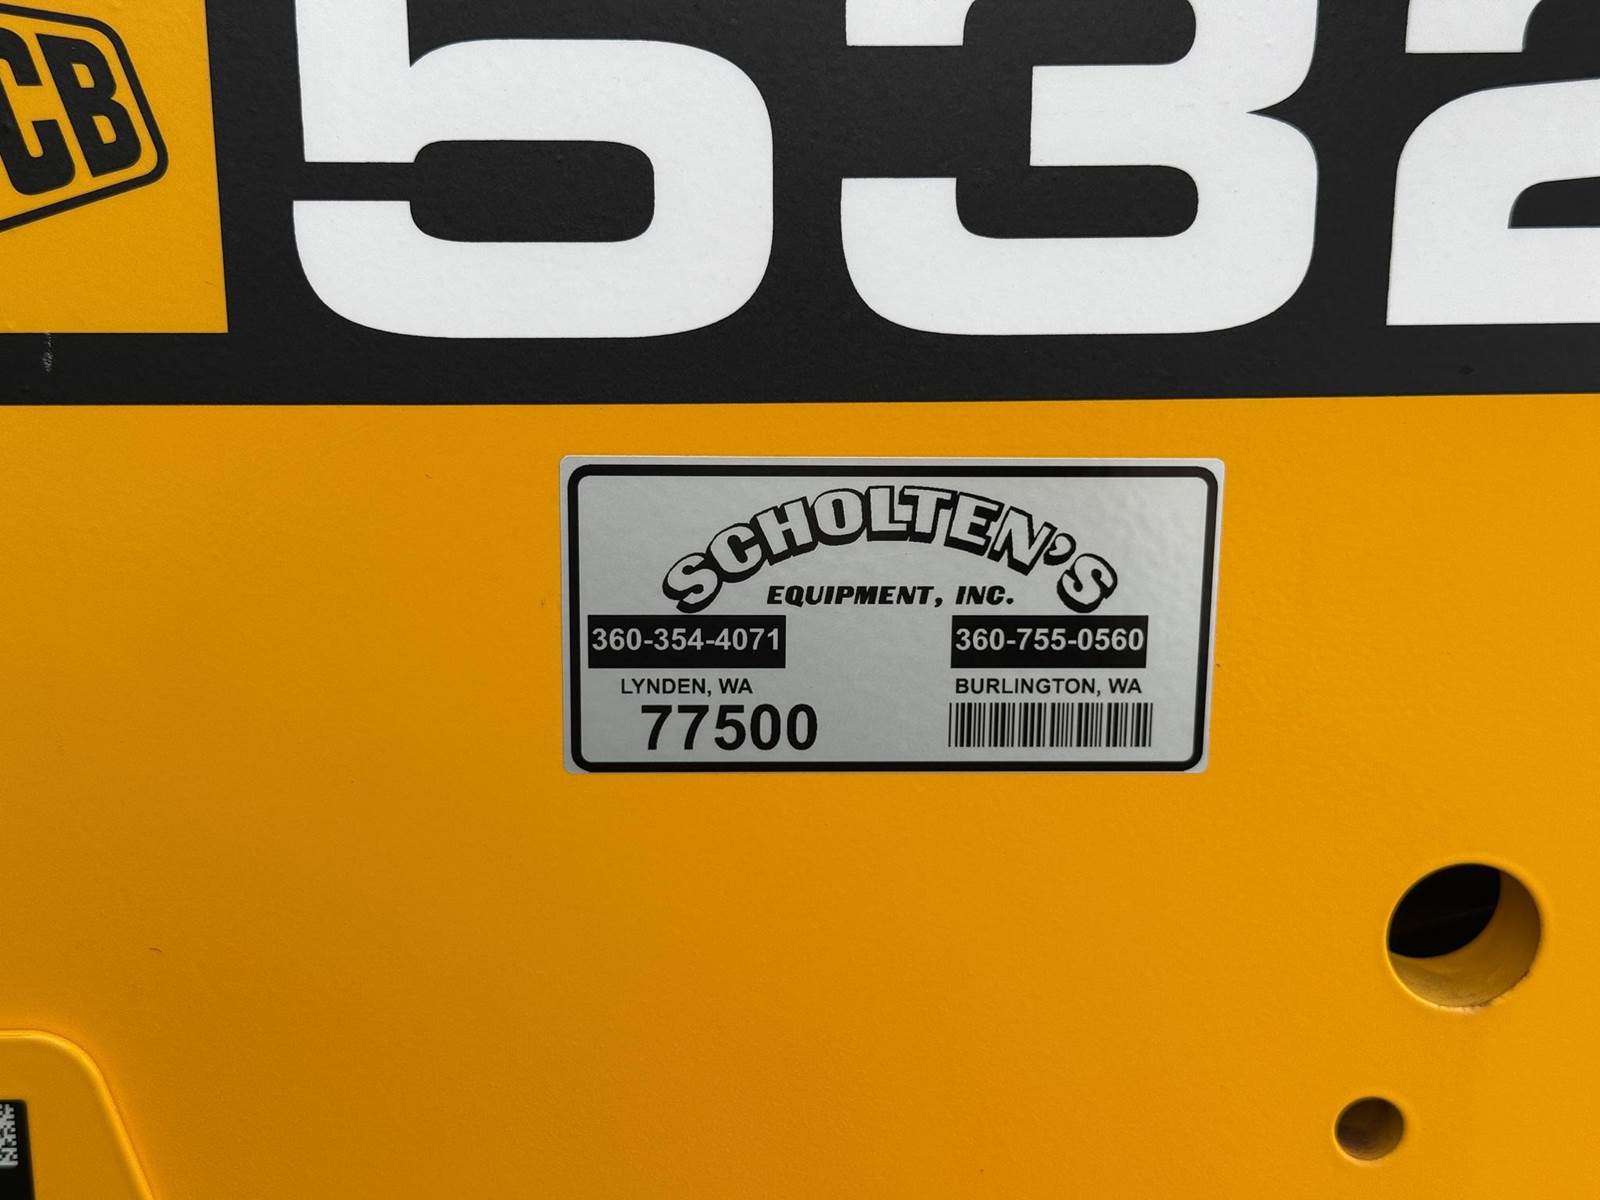 CB
532
SCHOLTEN'S
EQUIPMENT, INC.
360-354-4071 360-755-0560
LYNDEN, WA BURLINGTON, WA
77500